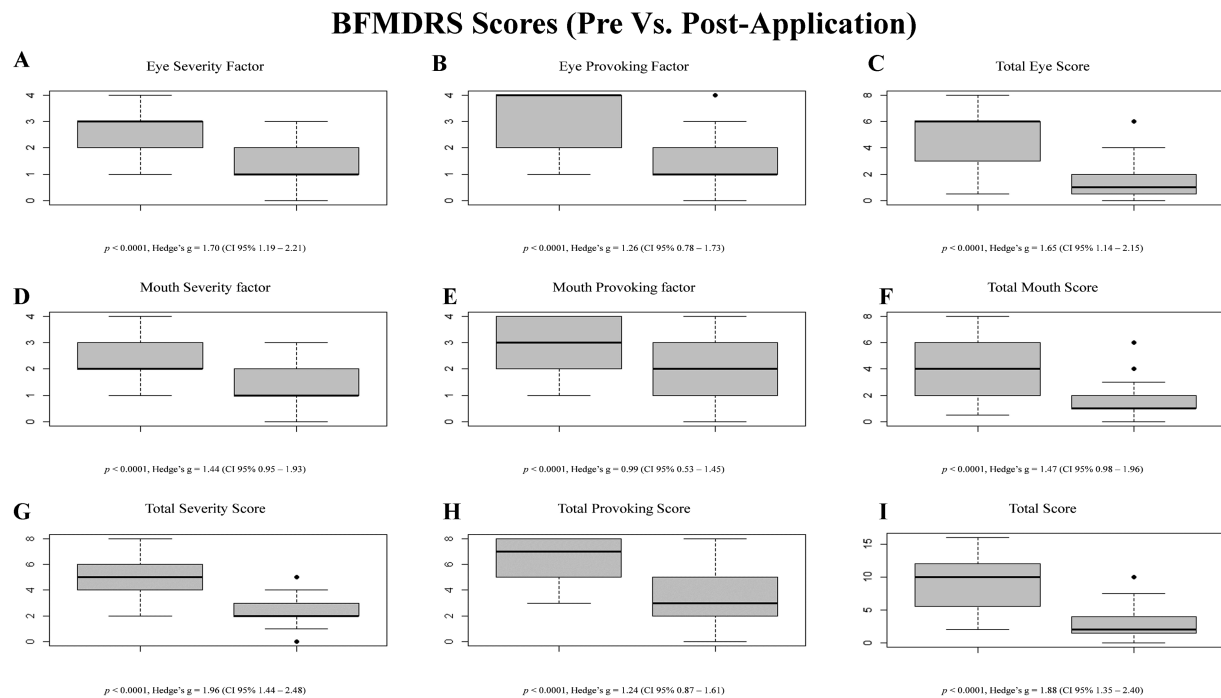 BFMDRS Scores (Pre Vs. Post-Application)
A
Eye Severity Factor
4
3
2
1
0
p < 0.0001, Hedge’s g = 1.70 (CI 95% 1.19 – 2.21)
B
Eye Provoking Factor
4
3
2
1
0
p < 0.0001, Hedge’s g = 1.26 (CI 95% 0.78 – 1.73)
C
Total Eye Score
8
6
4
2
0
p < 0.0001, Hedge’s g = 1.65 (CI 95% 1.14 – 2.15)
D
Mouth Severity factor
4
3
2
1
0
p < 0.0001, Hedge’s g = 1.44 (CI 95% 0.95 – 1.93)
E
Mouth Provoking factor
4
3
2
1
0
p < 0.0001, Hedge’s g = 0.99 (CI 95% 0.53 – 1.45)
F
Total Mouth Score
8
6
4
2
0
p < 0.0001, Hedge’s g = 1.47 (CI 95% 0.98 – 1.96)
G
Total Severity Score
8
6
4
2
0
p < 0.0001, Hedge’s g = 1.96 (CI 95% 1.44 – 2.48)
H
Total Provoking Score
8
6
4
2
0
p < 0.0001, Hedge’s g = 1.24 (CI 95% 0.87 – 1.61)
I
Total Score
15
10
5
0
p < 0.0001, Hedge’s g = 1.88 (CI 95% 1.35 – 2.40)